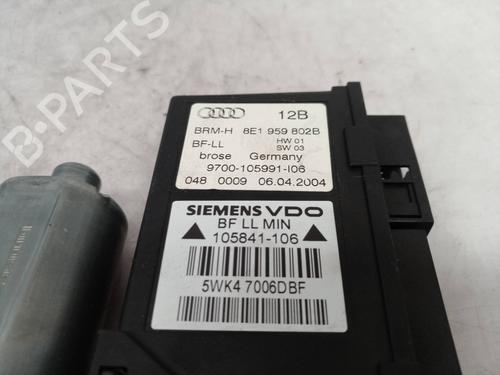 12B
BRM-H 8E1 959 802B
BF-LL HW 01
SW 03
brose Germany
9700-105991-I06
048 0009 06.04.2004
SIEMENS VDO
BF LL MIN
105841-106
5WK4 7006DBF
B-PARTS